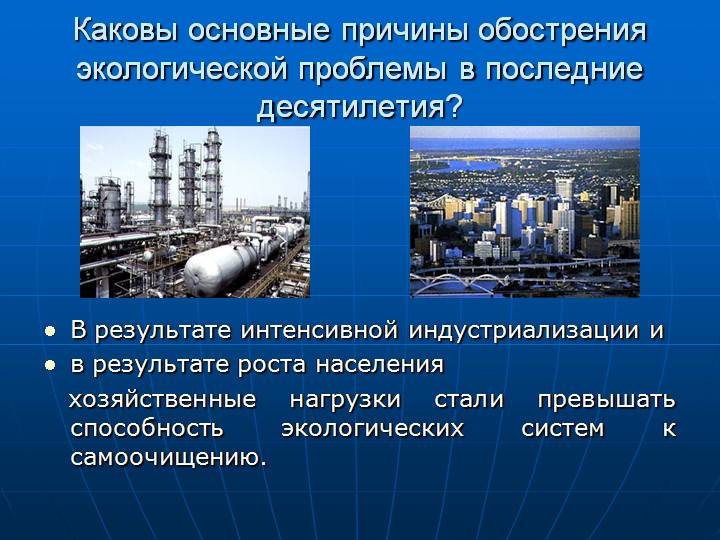 Каковы основные причины обострения
экологической проблемы в последние
десятилетия?
• В результате интенсивной индустриализации и
• в результате роста населения
хозяйственные нагрузки стали превышать
способность экологических систем к
самоочищению.